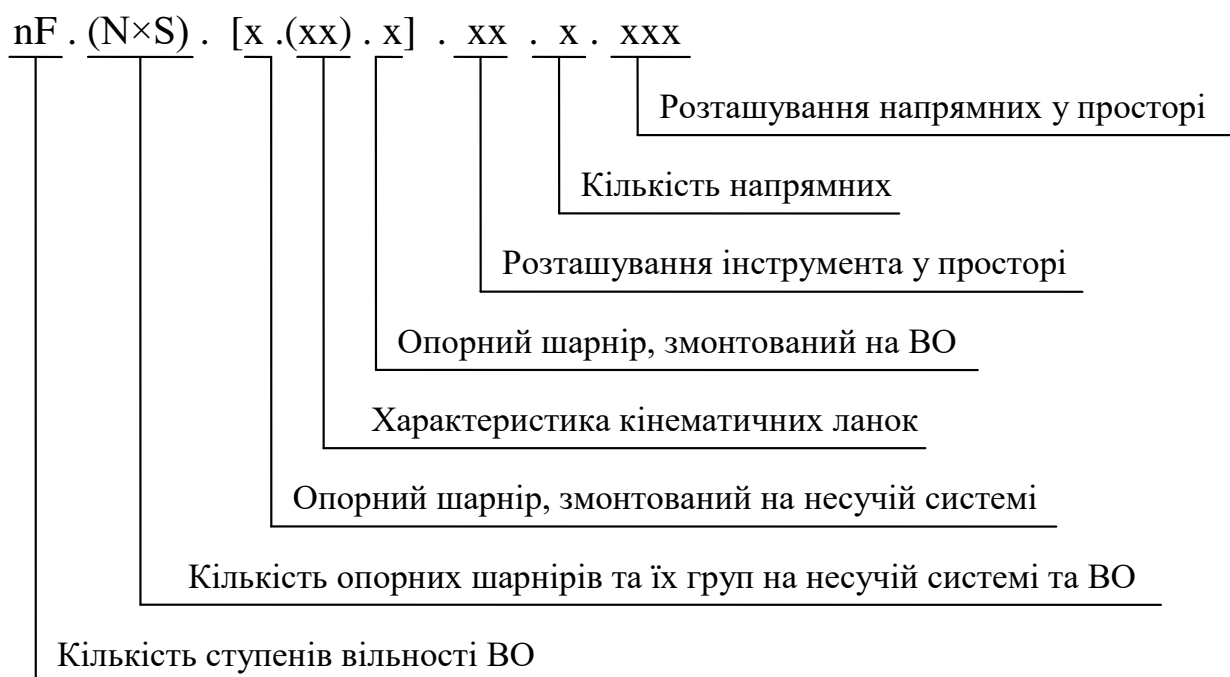 nF . (N×S) . [x .(xx) . x] . xx . x . xxx
Розташування напрямних у просторі
Кількість напрямних
Розташування інструмента у просторі
Опорний шарнір, змонтований на ВО
Характеристика кінематичних ланок
Опорний шарнір, змонтований на несучій системі
Кількість опорних шарнірів та їх груп на несучій системі та ВО
Кількість ступенів вільності ВО